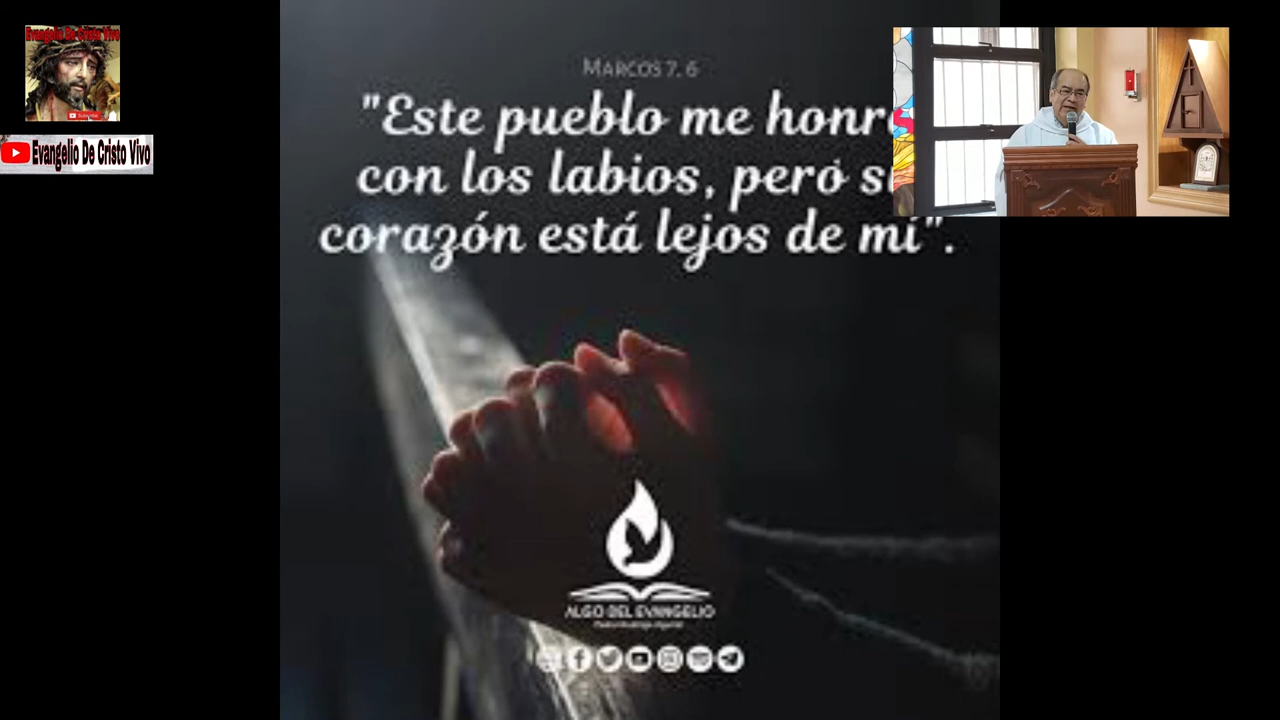 Evangelio De Cristo Vivo
Evangelio De Cristo Vivo
MARCOS 7, 6
"Este pueblo me honr
con los labios, pero s
corazón está lejos de mí".
ALGO DEL EVANGELIO